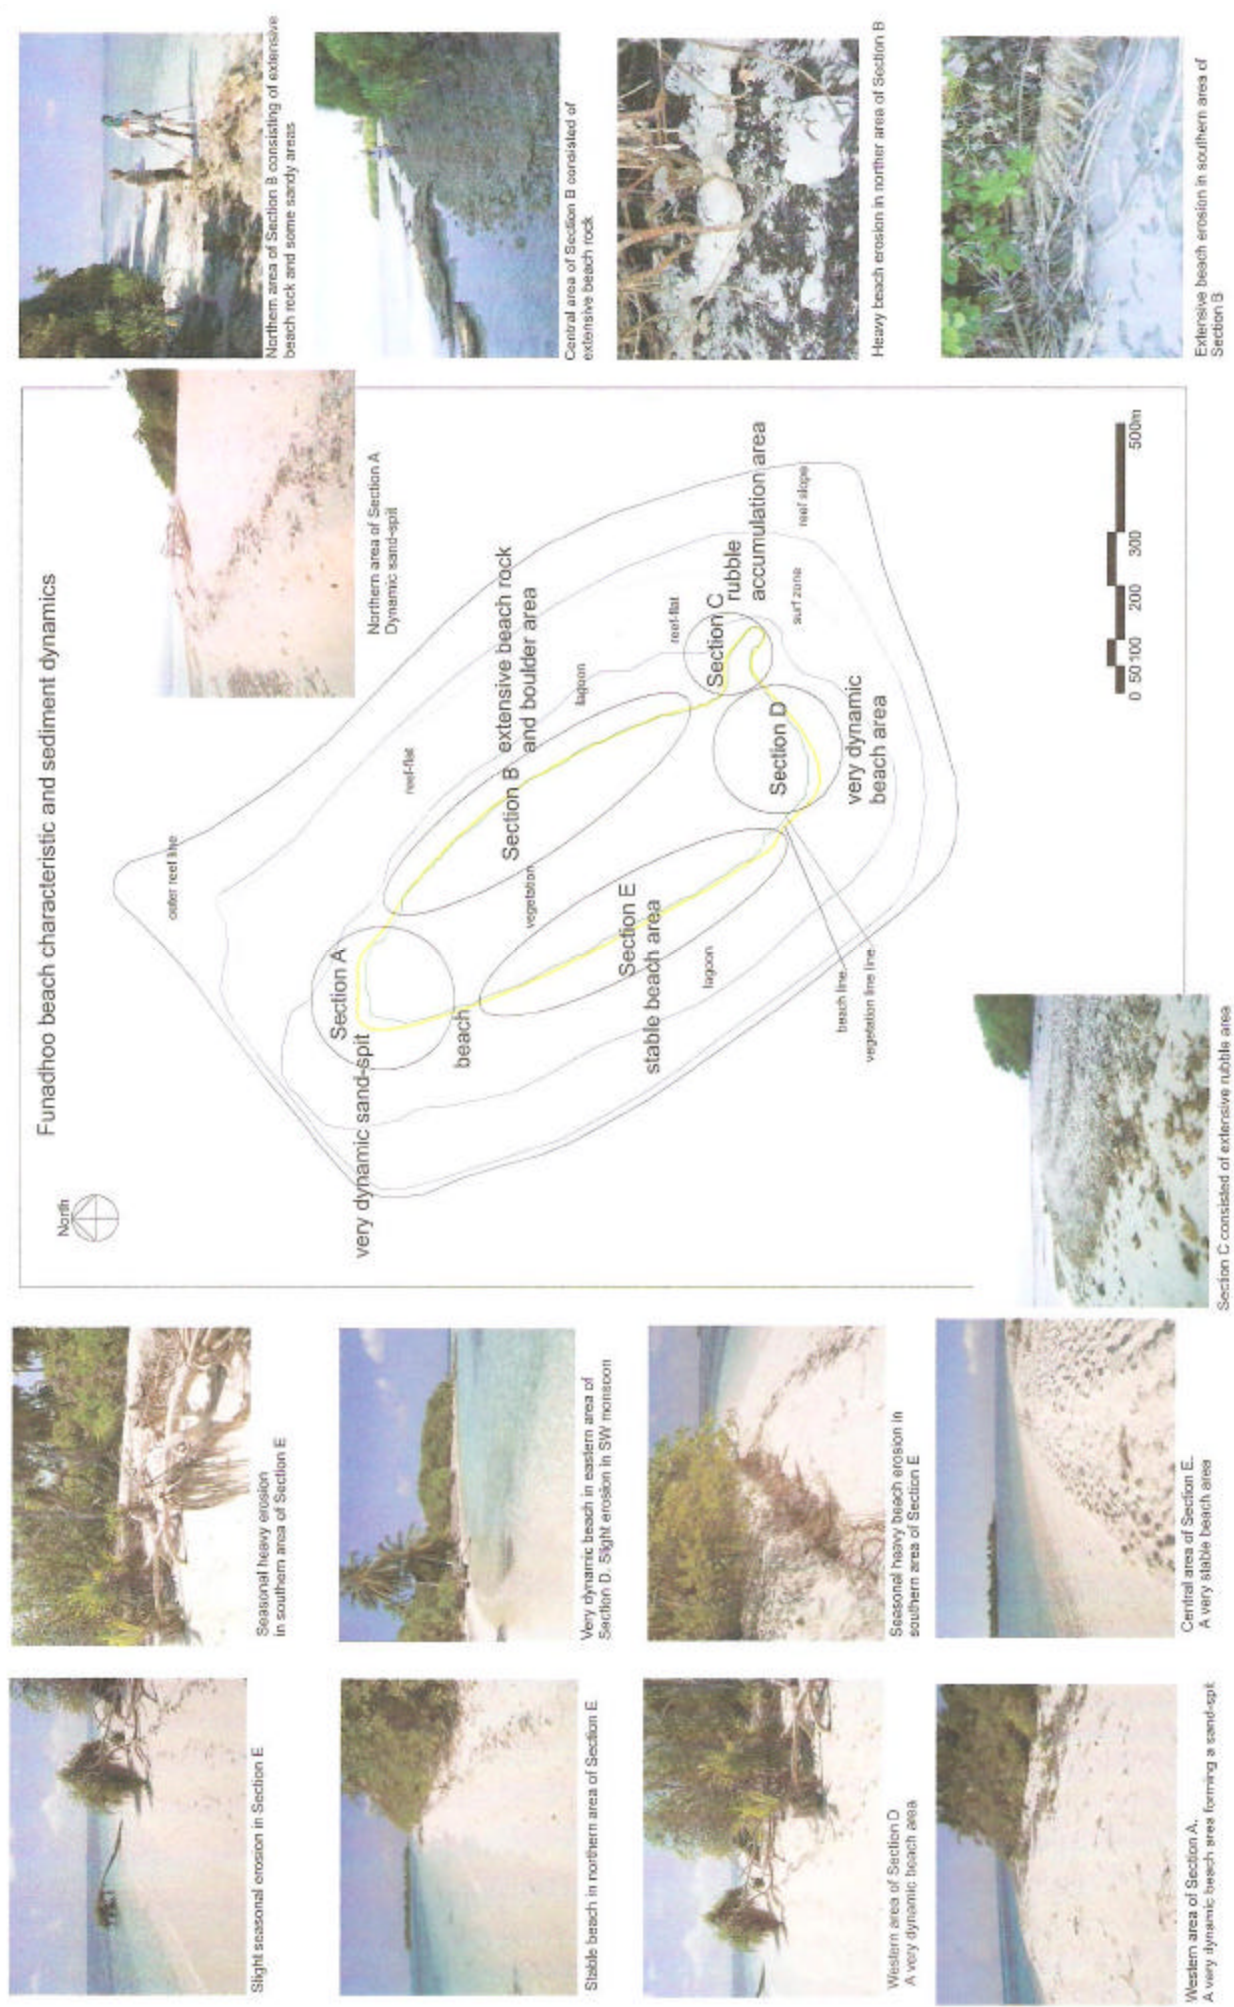 Slight seasonal erosion in Section E
Seasonal heavy erosion
in southern area of Section E
Stable beach in northern area of Section E
Very dynamic beach in eastern area of
Section D. Slight erosion in SW monsoon
Western area of Section D
A very dynamic beach area
Seasonal heavy beach erosion in
southern area of Section E
Western area of Section A.
A very dynamic beach area forming a sand-spit
Central area of Section E.
A very stable beach area
Funadhoo beach characteristic and sediment dynamics
North
outer reef line
Northern area of Section A
Dynamic sand-spit
Section A
very dynamic sand-spit
reef-flat
beach
Section B
extensive beach rock
and boulder area
vegetation
lagoon
Section E
stable beach area
reef-flat
lagoon
Section C
rubble
accumulation area
Section D
surf zone
reef slope
beach line
vegetation line line
very dynamic
beach area
0 50 100 200 300 500m
Section C consisted of extensive rubble area
Northern area of Section B consisting of extensive
beach rock and some sandy areas
Central area of Section B consisted of
extensive beach rock
Heavy beach erosion in norther area of Section B
Extensive beach erosion in southern area of
Section B